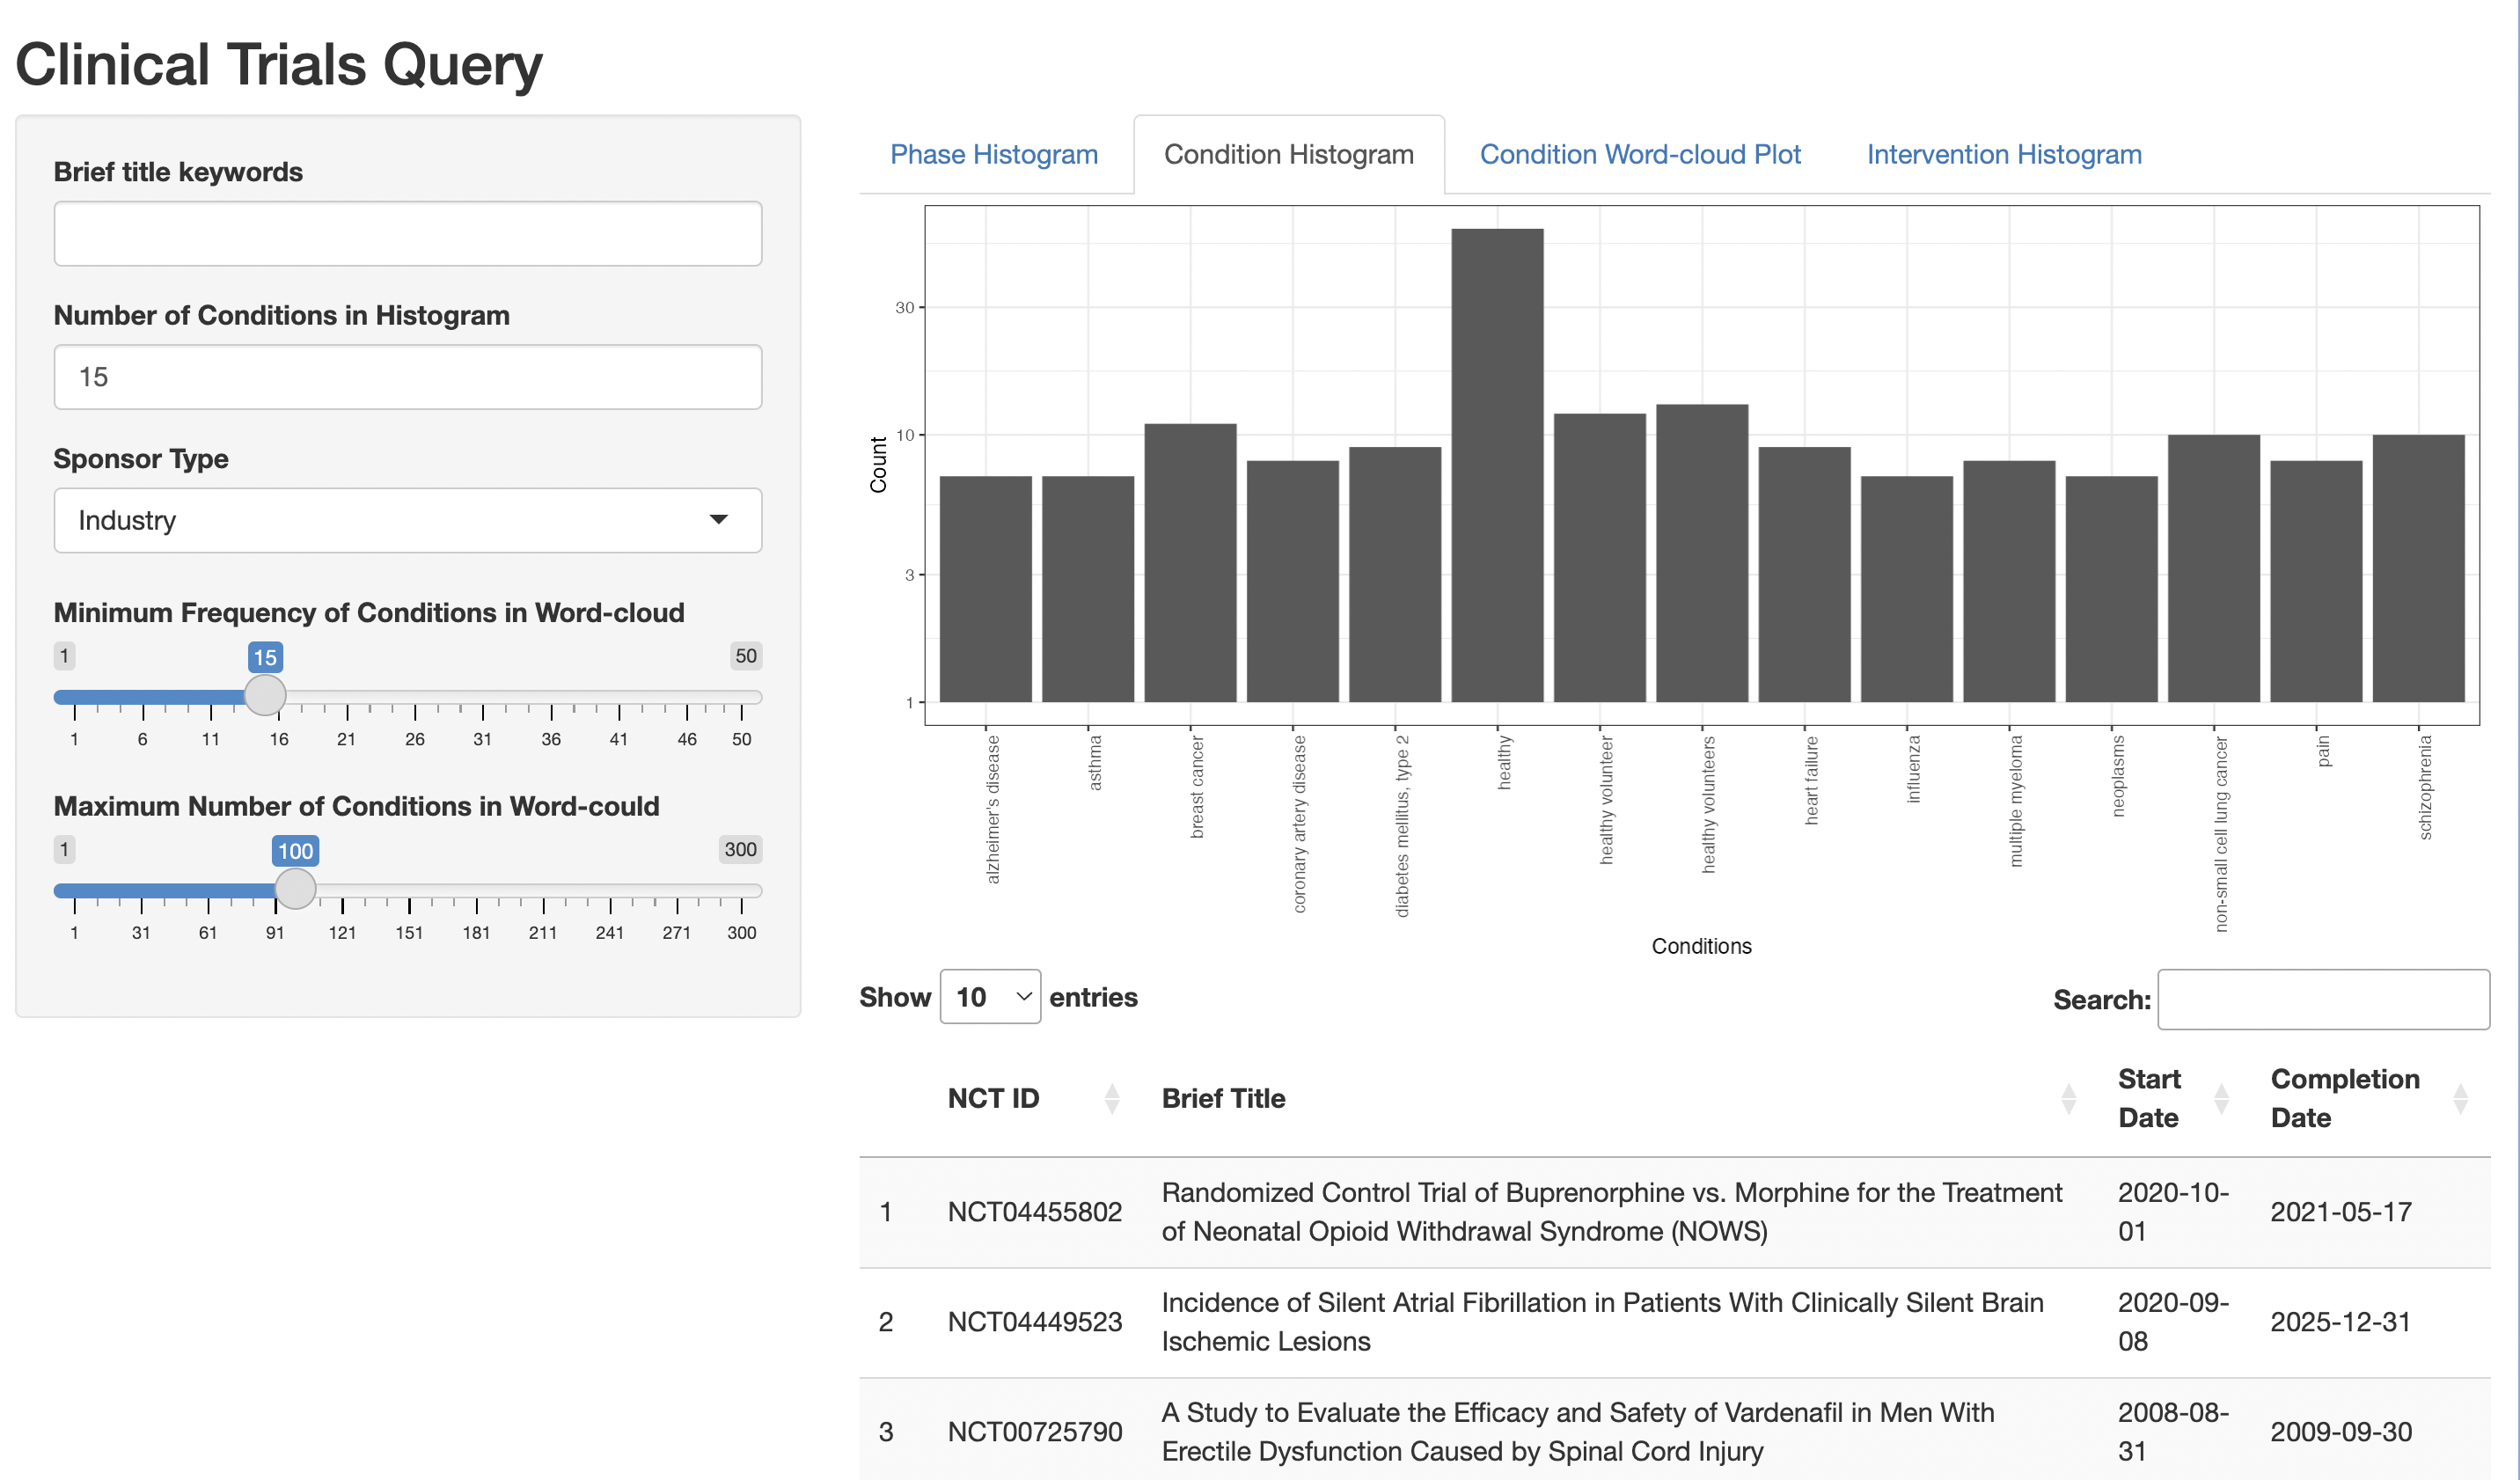 Clinical Trials Query
Brief title keywords
Number of Conditions in Histogram
15
Sponsor Type
Industry
Minimum Frequency of Conditions in Word-cloud
1 15 50
1 6 11 16 21 26 31 36 41 46 50
Maximum Number of Conditions in Word-could
1 100 300
1 31 61 91 121 151 181 211 241 271 300
Phase Histogram Condition Histogram Condition Word-cloud Plot Intervention Histogram
Count
30
10
3
1
alzheimer's disease
asthma
breast cancer
coronary artery disease
diabetes mellitus, type 2
healthy
healthy volunteer
healthy volunteers
heart failure
influenza
multiple myeloma
neoplasms
non-small cell lung cancer
pain
schizophrenia
Conditions
Show 10 entries
Search:
NCT ID Brief Title Start Date Completion Date
1 NCT04455802 Randomized Control Trial of Buprenorphine vs. Morphine for the Treatment
of Neonatal Opioid Withdrawal Syndrome (NOWS)
2020-10-
01
2021-05-17
2 NCT04449523 Incidence of Silent Atrial Fibrillation in Patients With Clinically Silent Brain
Ischemic Lesions
2020-09-
08
2025-12-31
3 NCT00725790 A Study to Evaluate the Efficacy and Safety of Vardenafil in Men With
Erectile Dysfunction Caused by Spinal Cord Injury
2008-08-
31
2009-09-30